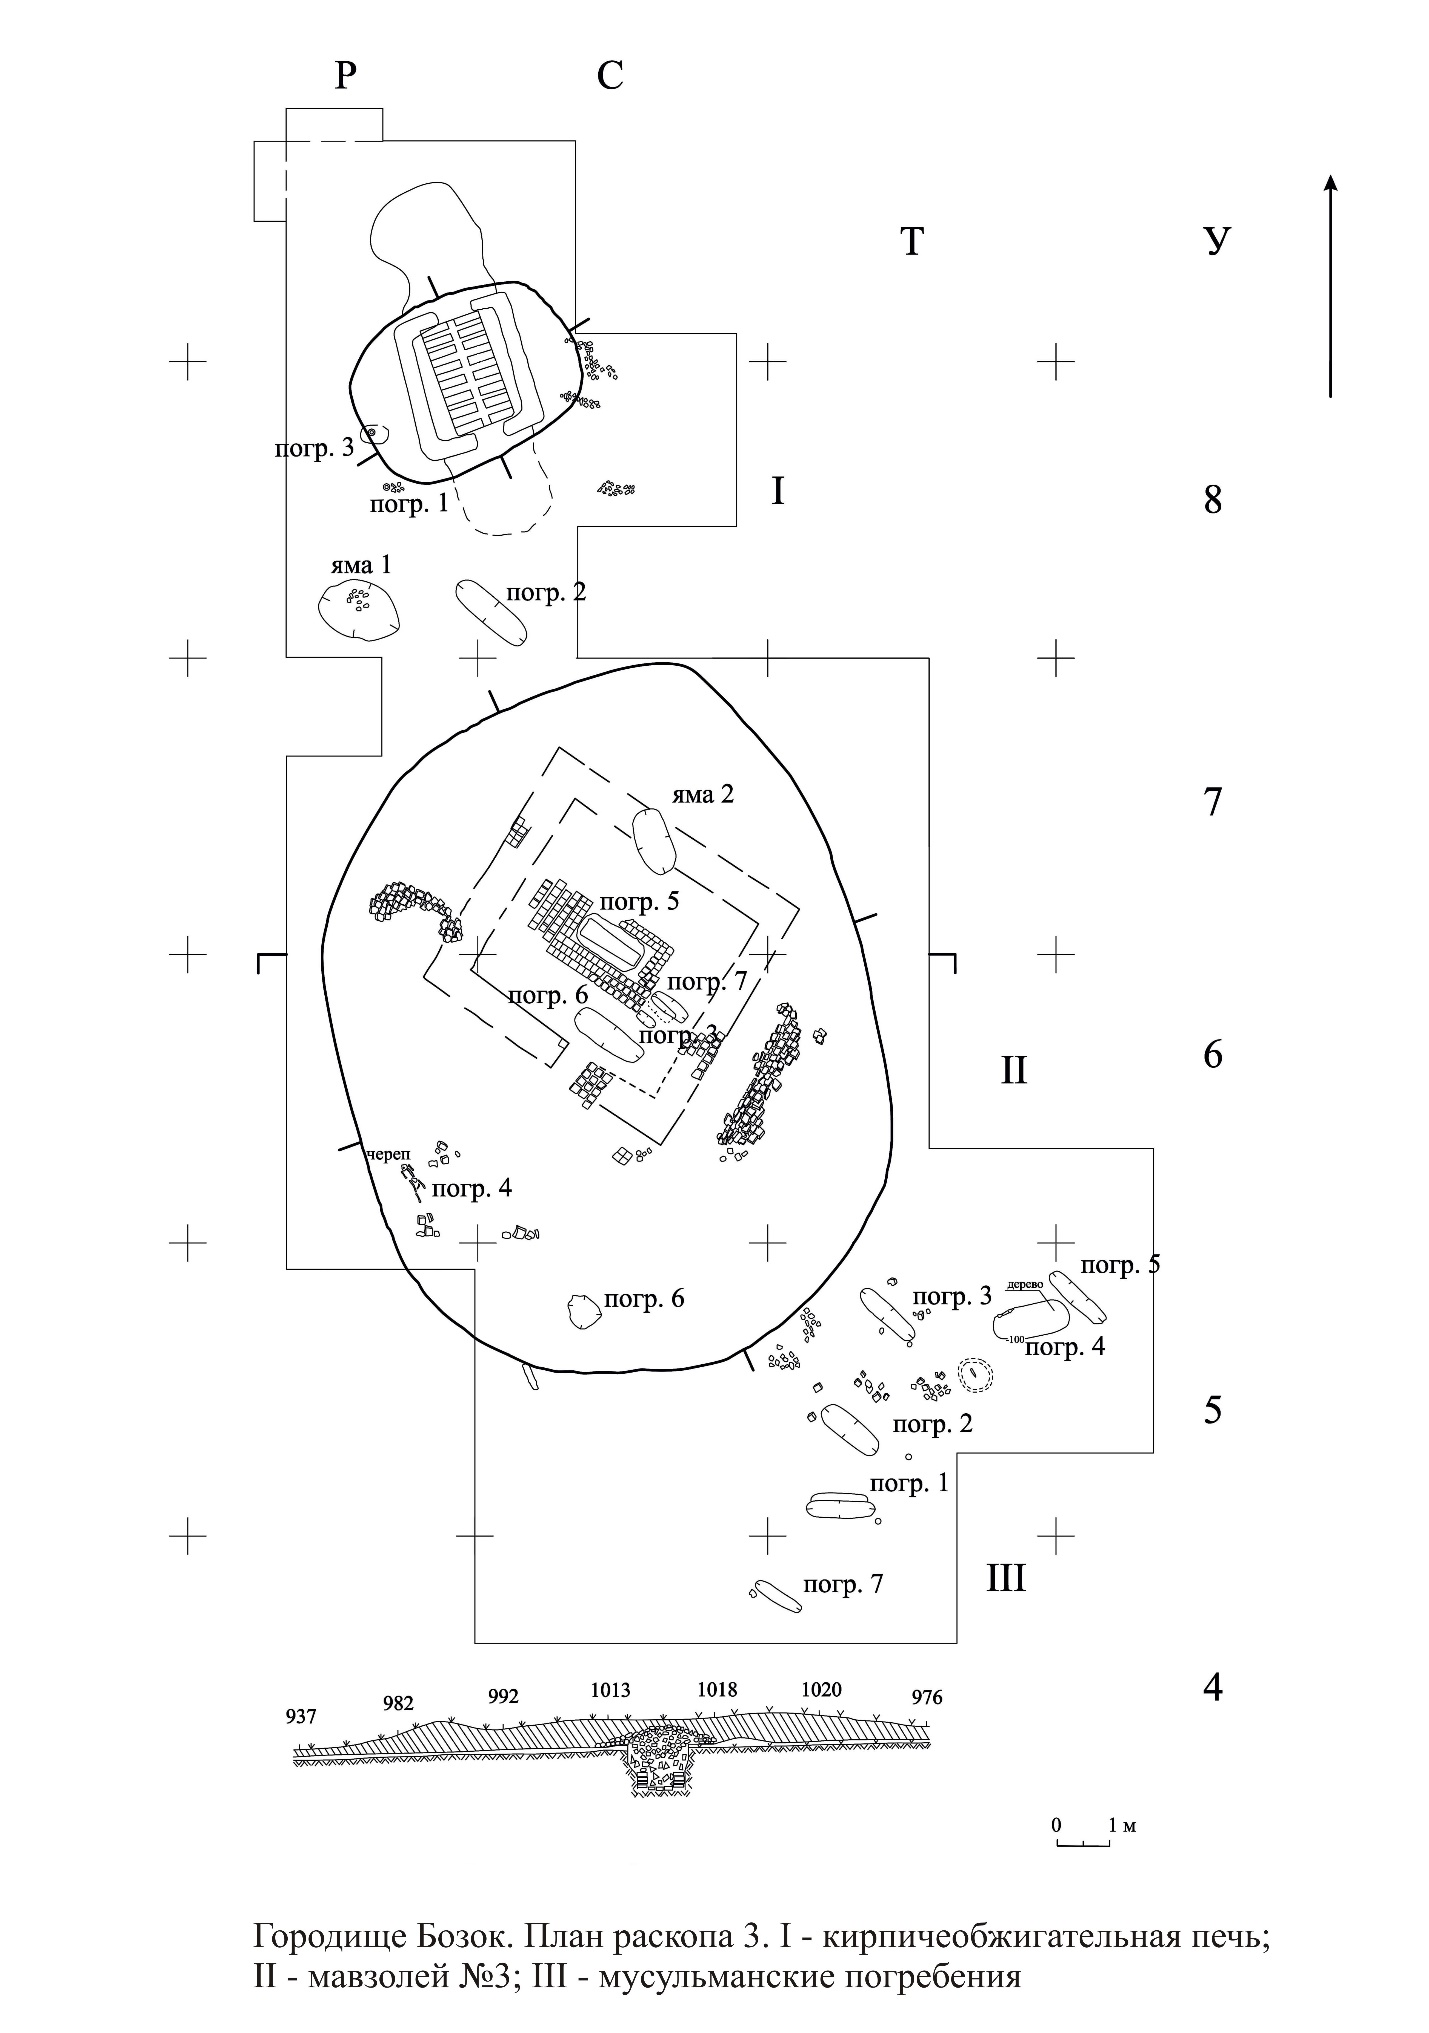 Р
С
Т
У
погр. 3
погр. 1
I
8
яма 1
погр. 2
яма 2
7
погр. 5
погр. 7
погр. 6
погр. 3
6
II
череп
погр. 4
погр. 5
дерево
погр. 3
погр. 6
-100
погр. 4
5
погр. 2
погр. 1
III
погр. 7
4
937
982
992
1013
1018
1020
976
0
1 м
Городище Бозок. План раскопа 3. I - кирпичеобжигательная печь;
II - мавзолей №3; III - мусульманские погребения